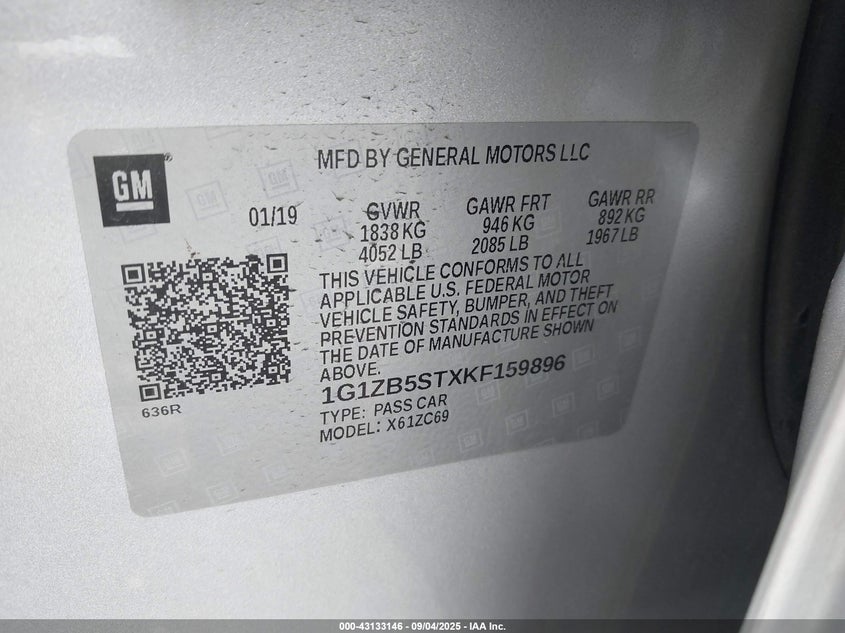 GM
MFD BY GENERAL MOTORS LLC
01/19
GVWR
1838 KG
4052 LB
GAWR FRT
946 KG
2085 LB
GAWR RR
892 KG
1967 LB
THIS VEHICLE CONFORMS TO ALL
APPLICABLE U.S. FEDERAL MOTOR
VEHICLE SAFETY, BUMPER, AND THEFT
PREVENTION STANDARDS IN EFFECT ON
THE DATE OF MANUFACTURE SHOWN
ABOVE.
1G1ZB5STXKF159896
TYPE: PASS CAR
MODEL: X61ZC69
636R
000-43133146 - 09/04/2025 - IAA Inc.